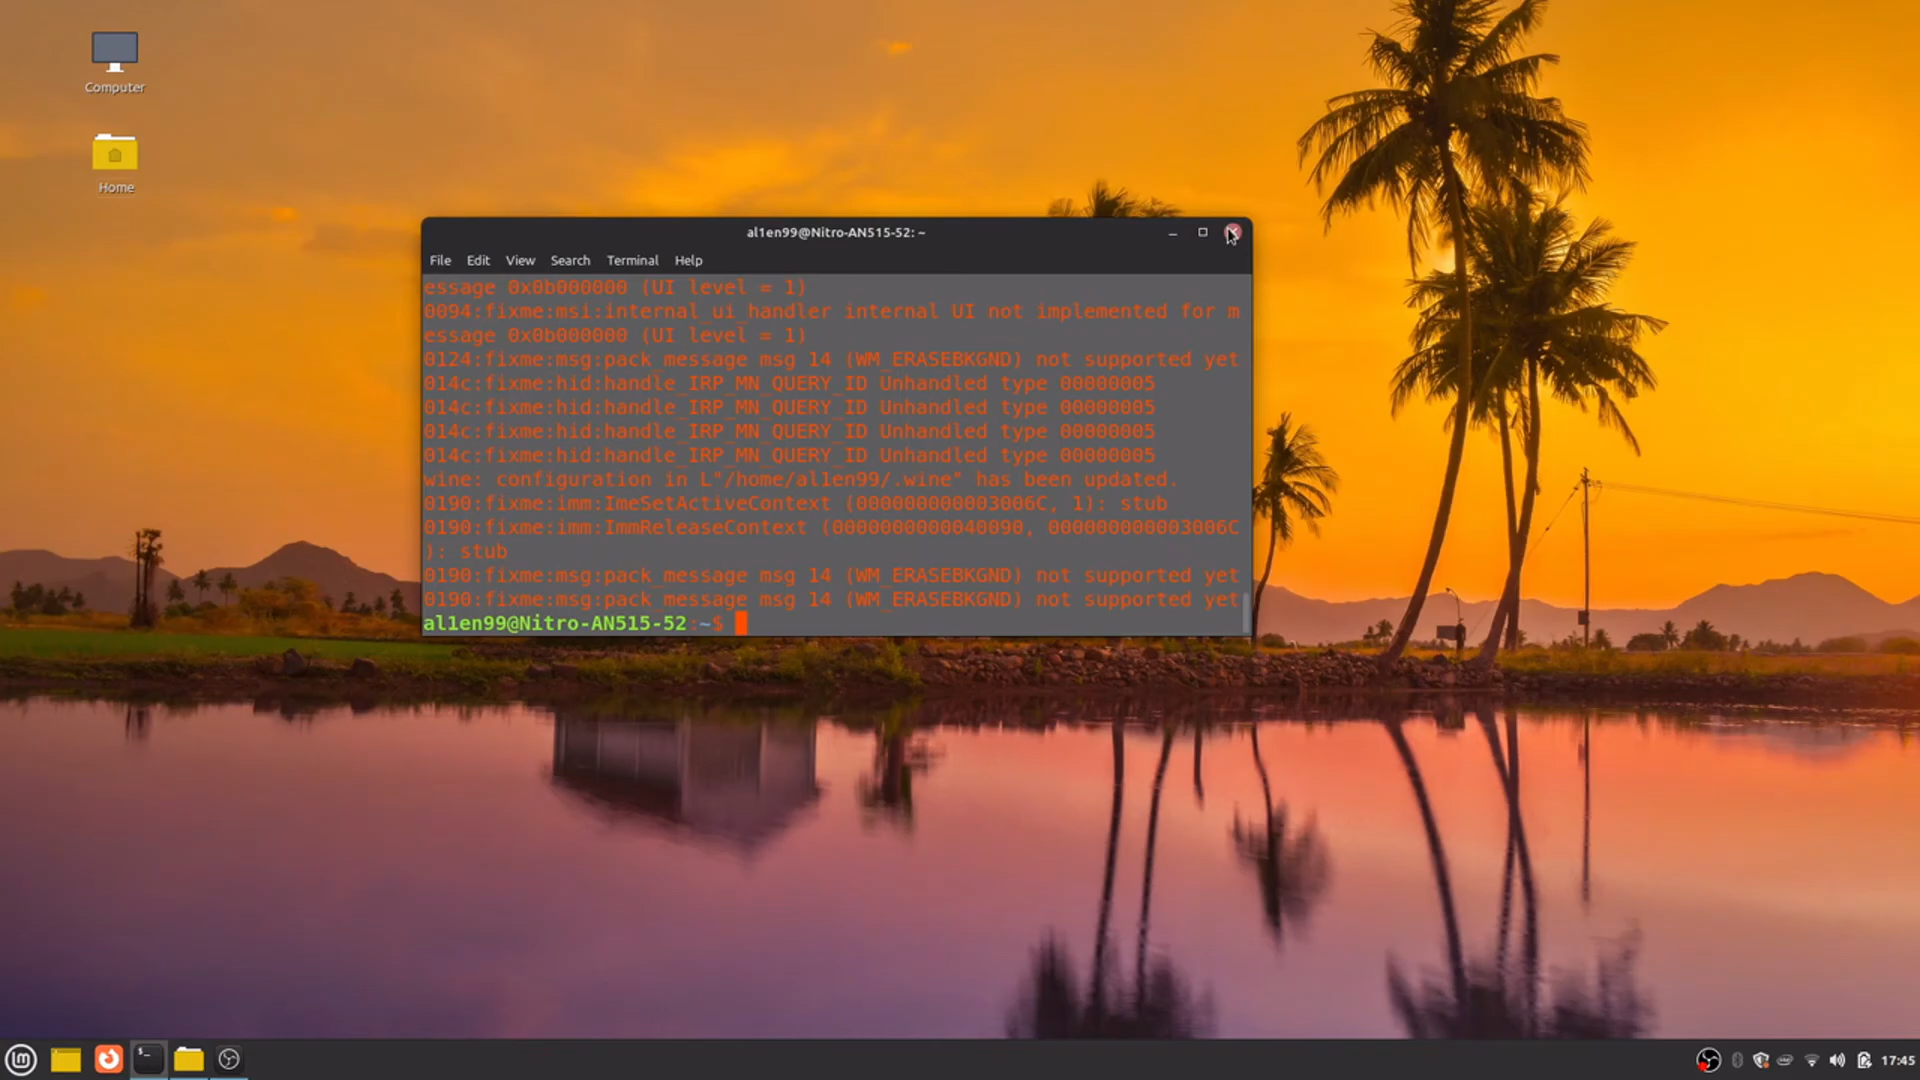 Computer
Home
al1en99@Nitro-AN515-52: ~
File Edit View Search Terminal Help
essage 0x0b000000 (UI level = 1)
0094:fixme:msi:internal_ui_handler internal UI not implemented for m
essage 0x0b000000 (UI level = 1)
0124:fixme:msg:pack_message msg 14 (WM_ERASEBKGND) not supported yet
014c:fixme:hid:handle_IRP_MN_QUERY_ID Unhandled type 00000005
014c:fixme:hid:handle_IRP_MN_QUERY_ID Unhandled type 00000005
014c:fixme:hid:handle_IRP_MN_QUERY_ID Unhandled type 00000005
014c:fixme:hid:handle_IRP_MN_QUERY_ID Unhandled type 00000005
wine: configuration in L"/home/al1en99/.wine" has been updated.
0190:fixme:imm:ImeSetActiveContext (000000000003006C, 1): stub
0190:fixme:imm:ImmReleaseContext (0000000000040090, 000000000003006C
): stub
0190:fixme:msg:pack_message msg 14 (WM_ERASEBKGND) not supported yet
0190:fixme:msg:pack_message msg 14 (WM_ERASEBKGND) not supported yet
al1en99@Nitro-AN515-52:~$
17:45